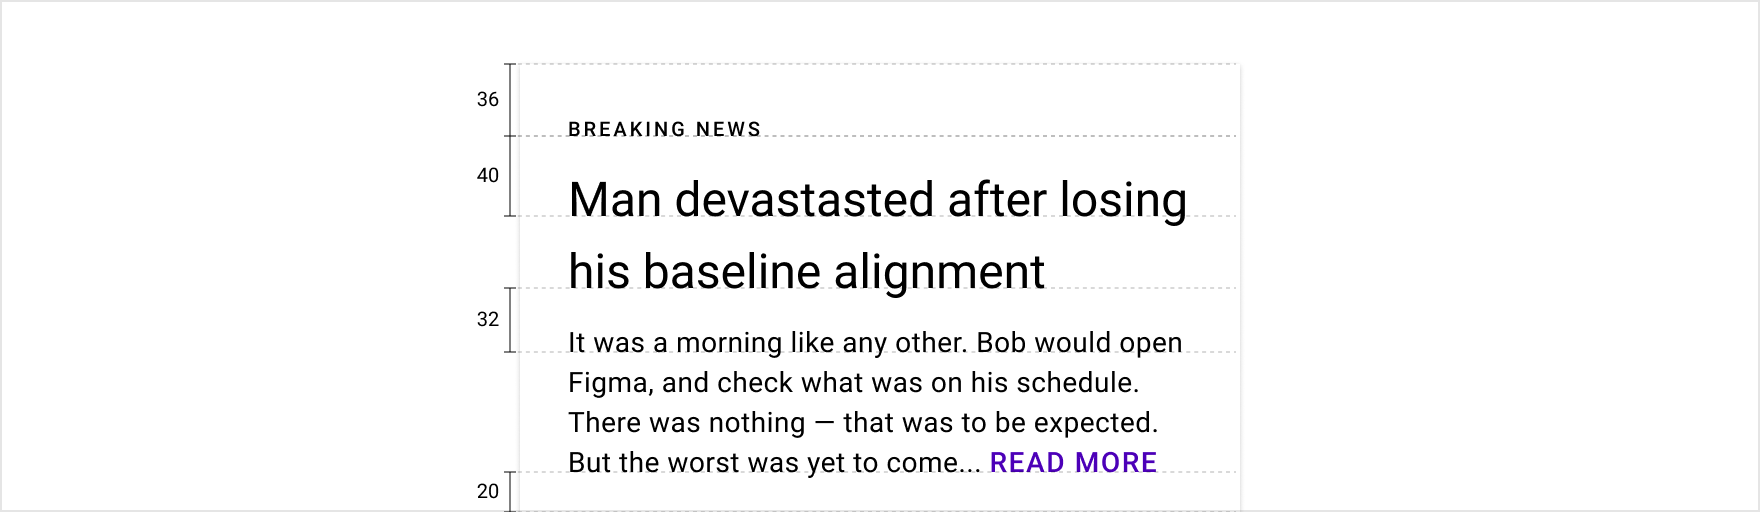 36
BREAKING NEWS
40
Man devastasted after losing
his baseline alignment
32
It was a morning like any other. Bob would open
Figma, and check what was on his schedule.
There was nothing — that was to be expected.
But the worst was yet to come... READ MORE
20